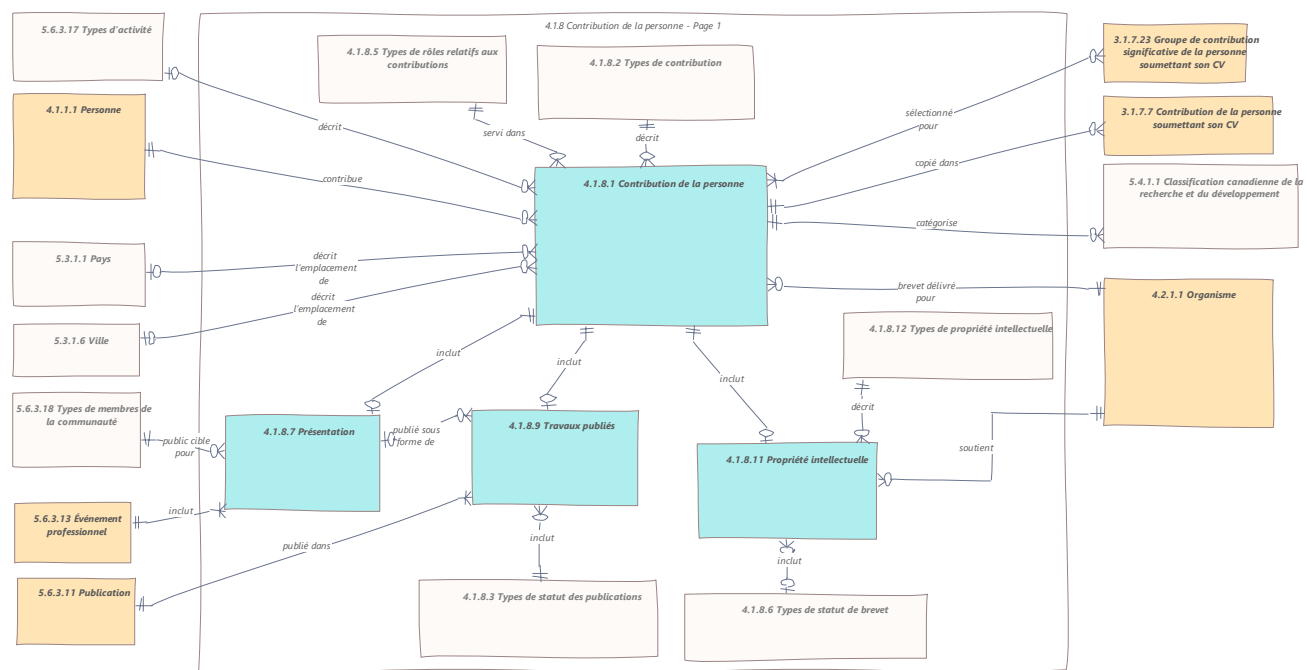 4.1.8 Contribution de la personne - Page 1
5.6.3.17 Types d'activité
4.1.8.5 Types de rôles relatifs aux
contributions
4.1.8.2 Types de contribution
3.1.7.23 Groupe de contribution
significative de la personne
soumettant son CV
4.1.1.1 Personne
3.1.7.7 Contribution de la personne
soumettant son CV
décrit
servi dans
décrit
sélectionné
pour
copié dans
contribue
4.1.8.1 Contribution de la personne
5.4.1.1 Classification canadienne de la
recherche et du développement
catégorise
5.3.1.1 Pays
décrit
l'emplacement
de
décrit
l'emplacement
de
brevet délivré
pour
4.2.1.1 Organisme
5.3.1.6 Ville
4.1.8.12 Types de propriété intellectuelle
inclut
inclut
inclut
décrit
5.6.3.18 Types de membres de
la communauté
public cible
pour
4.1.8.7 Présentation
publié sous
forme de
4.1.8.9 Travaux publiés
4.1.8.11 Propriété intellectuelle
soutient
5.6.3.13 Événement
professionnel
inclut
publié dans
inclut
inclut
5.6.3.11 Publication
4.1.8.3 Types de statut des publications
4.1.8.6 Types de statut de brevet